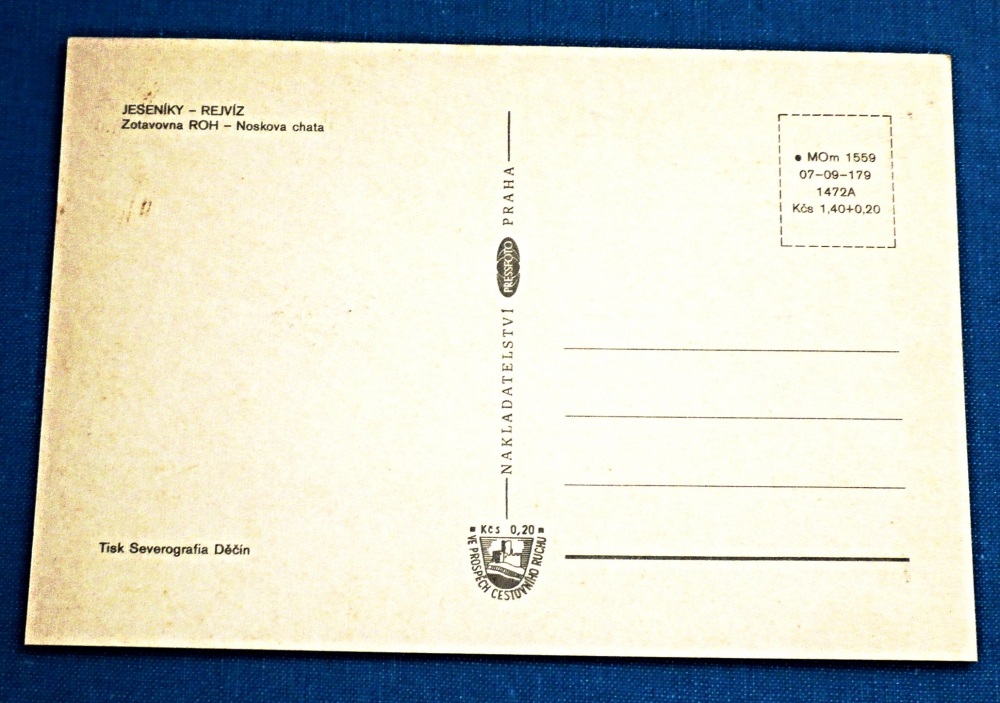 JESENÍKY – REJVÍZ
Zotavovna ROH – Noskova chata
Tisk Severografia Děčín
NAKLADATELSTVÍ PRESSFOTO PRAHA
Kčs 0,20
VE PROSPĚCH CESTOVNÍHO RUCHU
● MOm 1559
07–09–179
1472A
Kčs 1,40+0,20